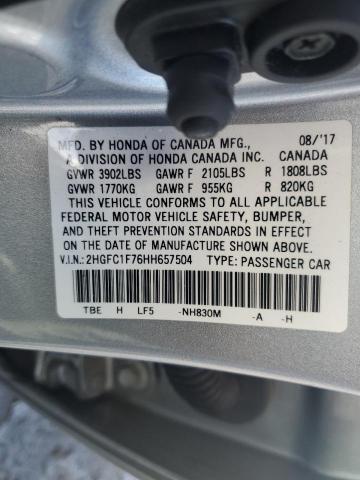 MFD. BY HONDA OF CANADA MFG., 08/'17
A DIVISION OF HONDA CANADA INC. CANADA
GVWR 3902LBS GAWR F 2105LBS R 1808LBS
GVWR 1770KG GAWR F 955KG R 820KG
THIS VEHICLE CONFORMS TO ALL APPLICABLE
FEDERAL MOTOR VEHICLE SAFETY, BUMPER,
AND THEFT PREVENTION STANDARDS IN EFFECT
ON THE DATE OF MANUFACTURE SHOWN ABOVE.
V.I.N.: 2HGFC1F76HH657504 TYPE: PASSENGER CAR
TBE H LF5 -NH830M -A -H